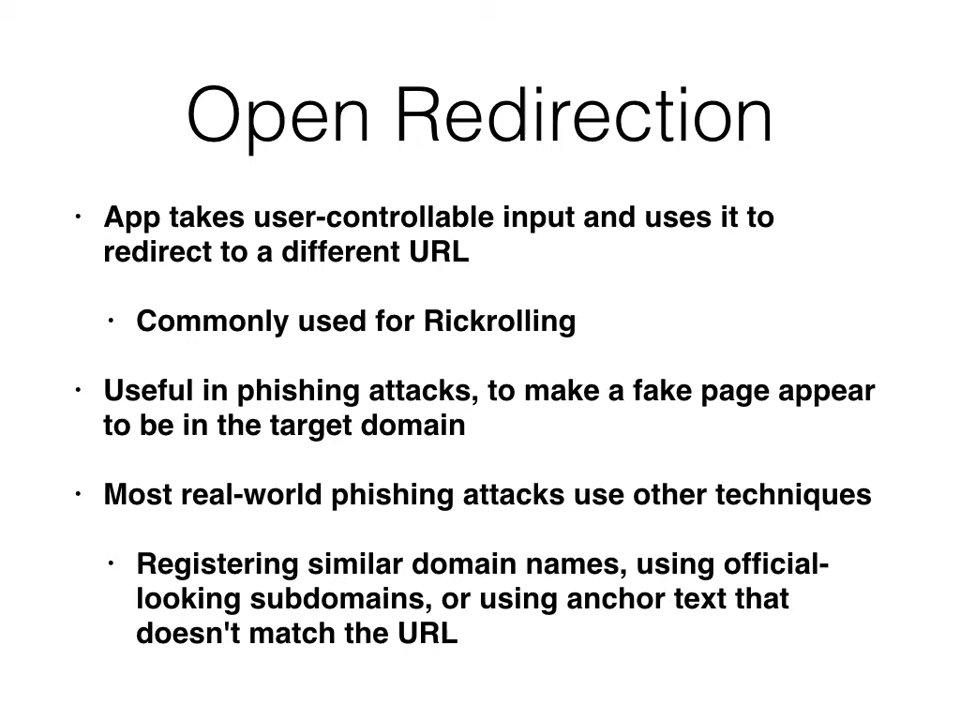 Open Redirection
• App takes user-controllable input and uses it to
redirect to a different URL
• Commonly used for Rickrolling
• Useful in phishing attacks, to make a fake page appear
to be in the target domain
• Most real-world phishing attacks use other techniques
• Registering similar domain names, using official-
looking subdomains, or using anchor text that
doesn't match the URL